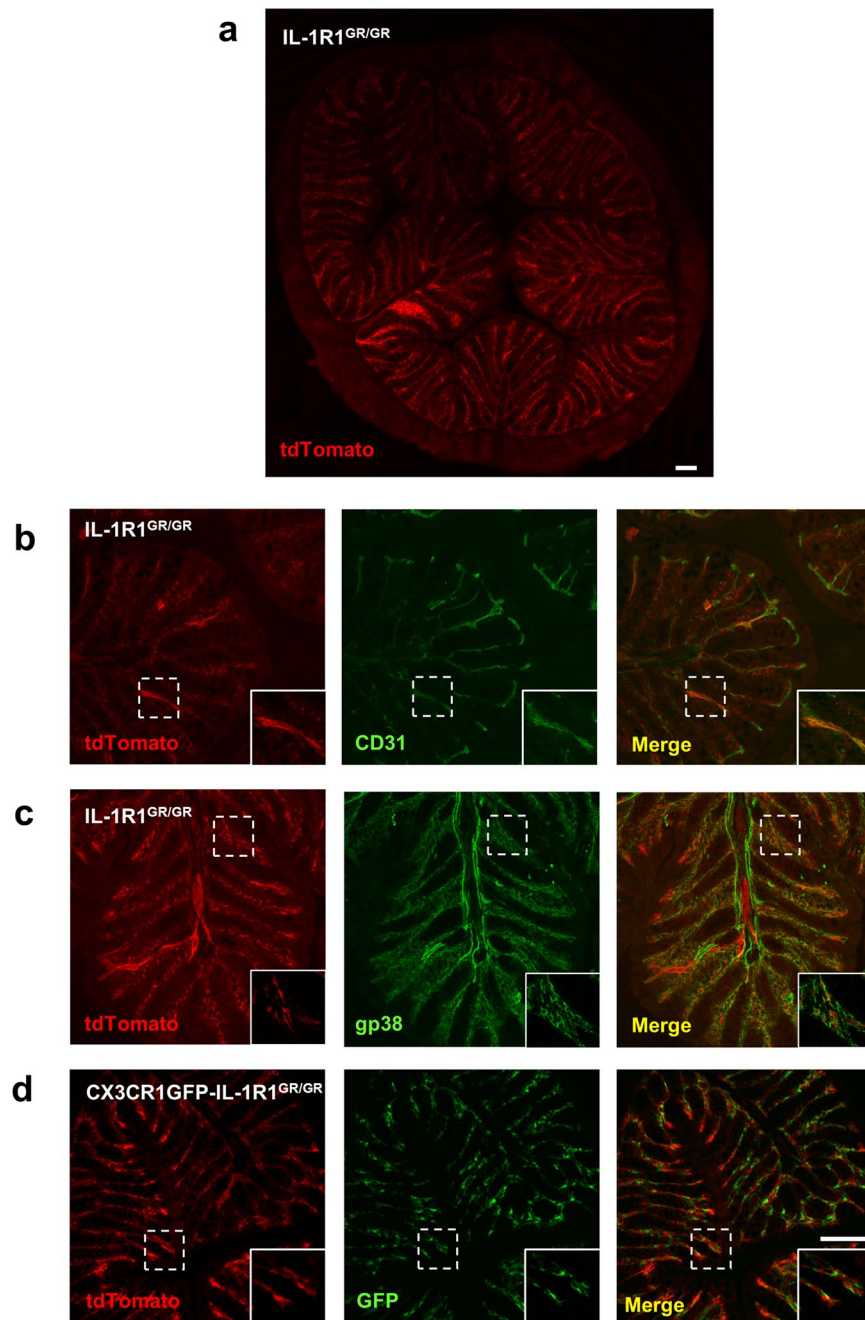 a
IL-1R1GR/GR
tdTomato
b
IL-1R1GR/GR
tdTomato
CD31
Merge
c
IL-1R1GR/GR
tdTomato
gp38
Merge
d
CX3CR1GFP-IL-1R1GR/GR
tdTomato
GFP
Merge